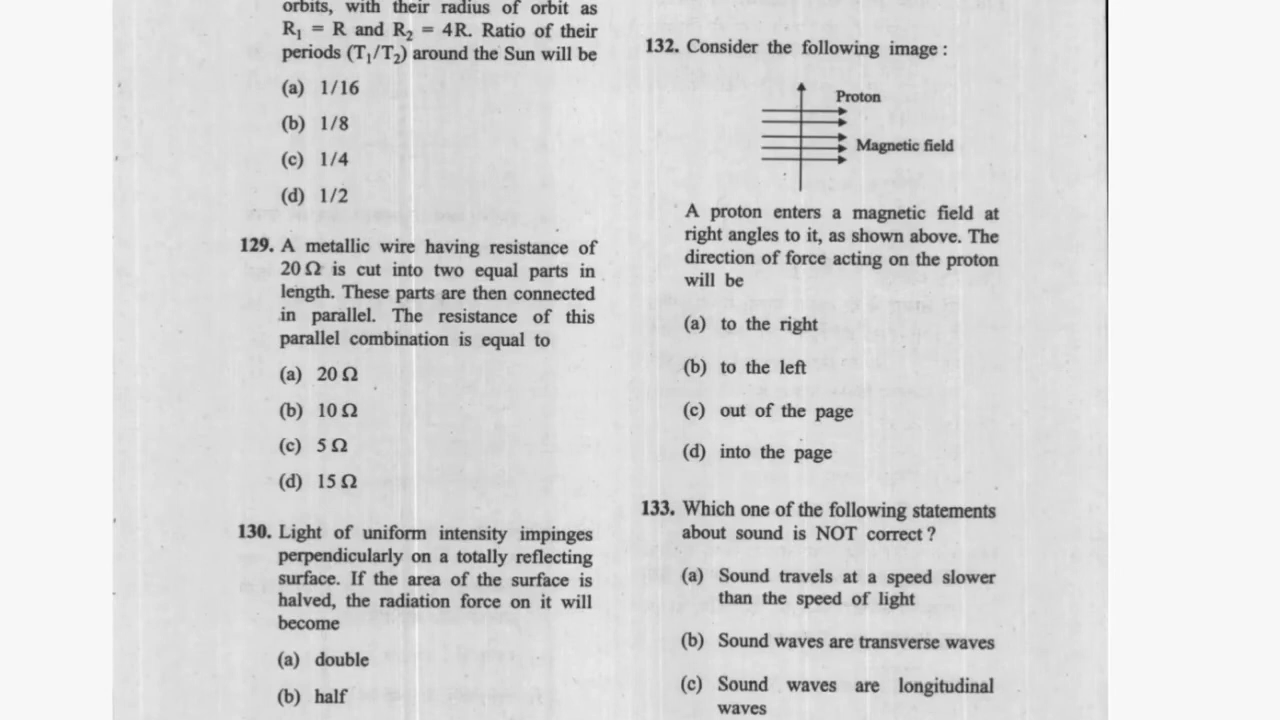 orbits, with their radius of orbit as
R₁ = R and R₂ = 4R. Ratio of their
periods (T₁/T₂) around the Sun will be
(a) 1/16
(b) 1/8
(c) 1/4
(d) 1/2
129. A metallic wire having resistance of
20 Ω is cut into two equal parts in
length. These parts are then connected
in parallel. The resistance of this
parallel combination is equal to
(a) 20 Ω
(b) 10 Ω
(c) 5 Ω
(d) 15 Ω
130. Light of uniform intensity impinges
perpendicularly on a totally reflecting
surface. If the area of the surface is
halved, the radiation force on it will
become
(a) double
(b) half
132. Consider the following image :
Proton
Magnetic field
A proton enters a magnetic field at
right angles to it, as shown above. The
direction of force acting on the proton
will be
(a) to the right
(b) to the left
(c) out of the page
(d) into the page
133. Which one of the following statements
about sound is NOT correct ?
(a) Sound travels at a speed slower
than the speed of light
(b) Sound waves are transverse waves
(c) Sound waves are longitudinal
waves